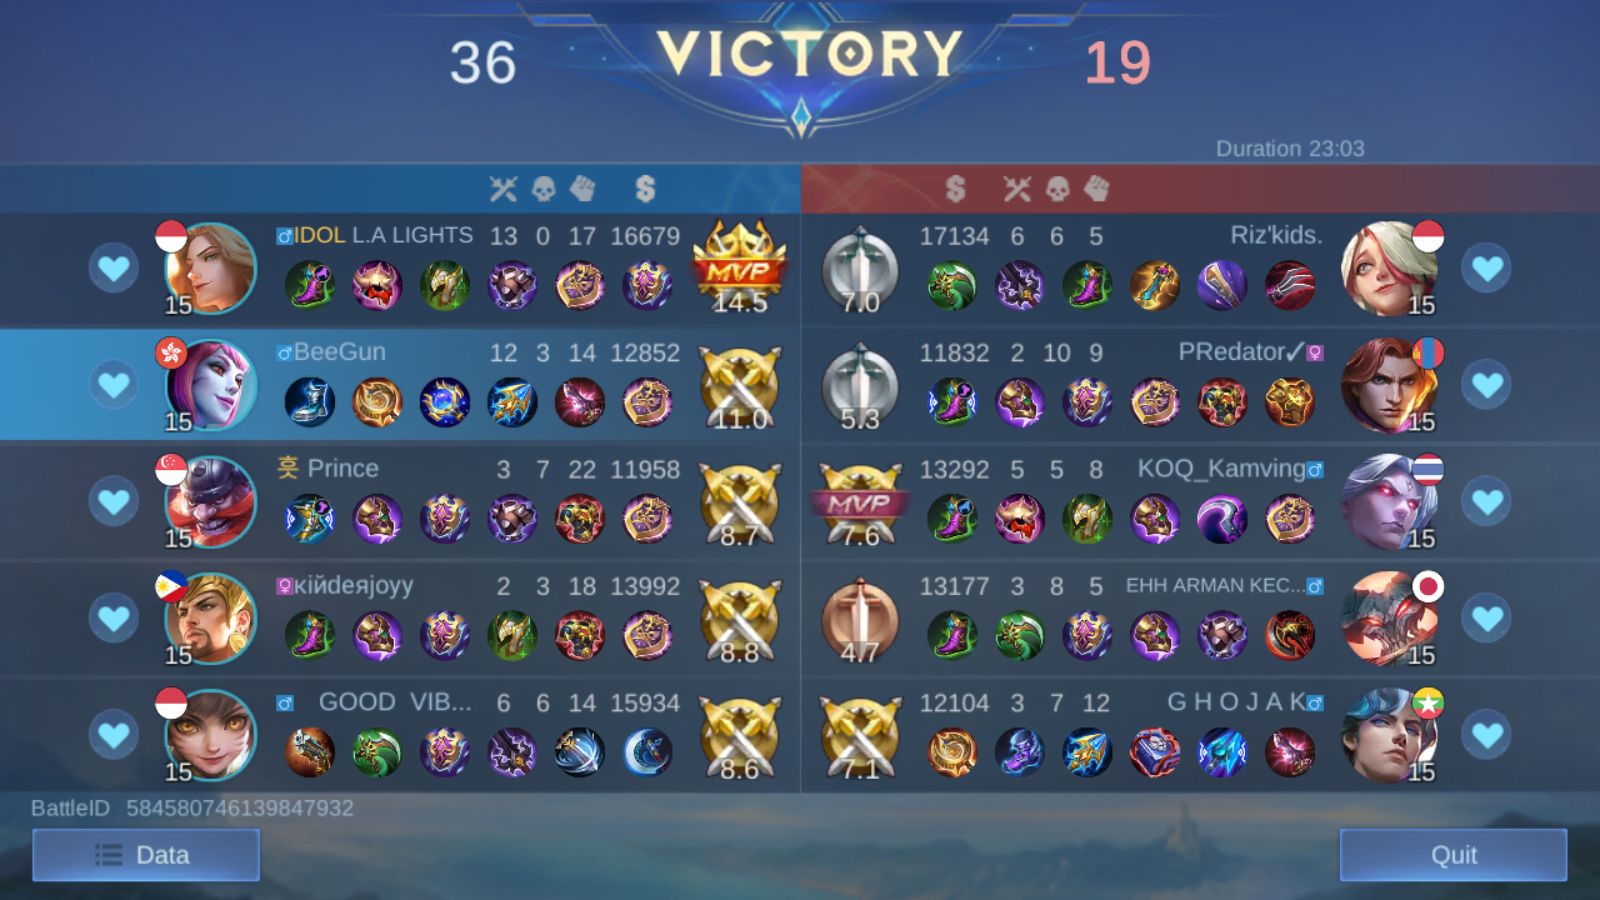 36 VICTORY 19
Duration 23:03
IDOL L.A LIGHTS 13 0 17 16679
15 MVP 14.5
17134 6 6 5 Riz'kids.
7.0 15
BeeGun 12 3 14 12852
15 11.0
11832 2 10 9 PRedator✓
5.3 15
훗 Prince 3 7 22 11958
15 8.7
13292 5 5 8 KOQ_Kamving
MVP 7.6 15
кiйdeяjoyy 2 3 18 13992
15 8.8
13177 3 8 5 EHH ARMAN KEC...
4.7 15
GOOD VIB... 6 6 14 15934
15 8.6
12104 3 7 12 G H O J A K
7.1 15
BattleID 584580746139847932
Data
Quit